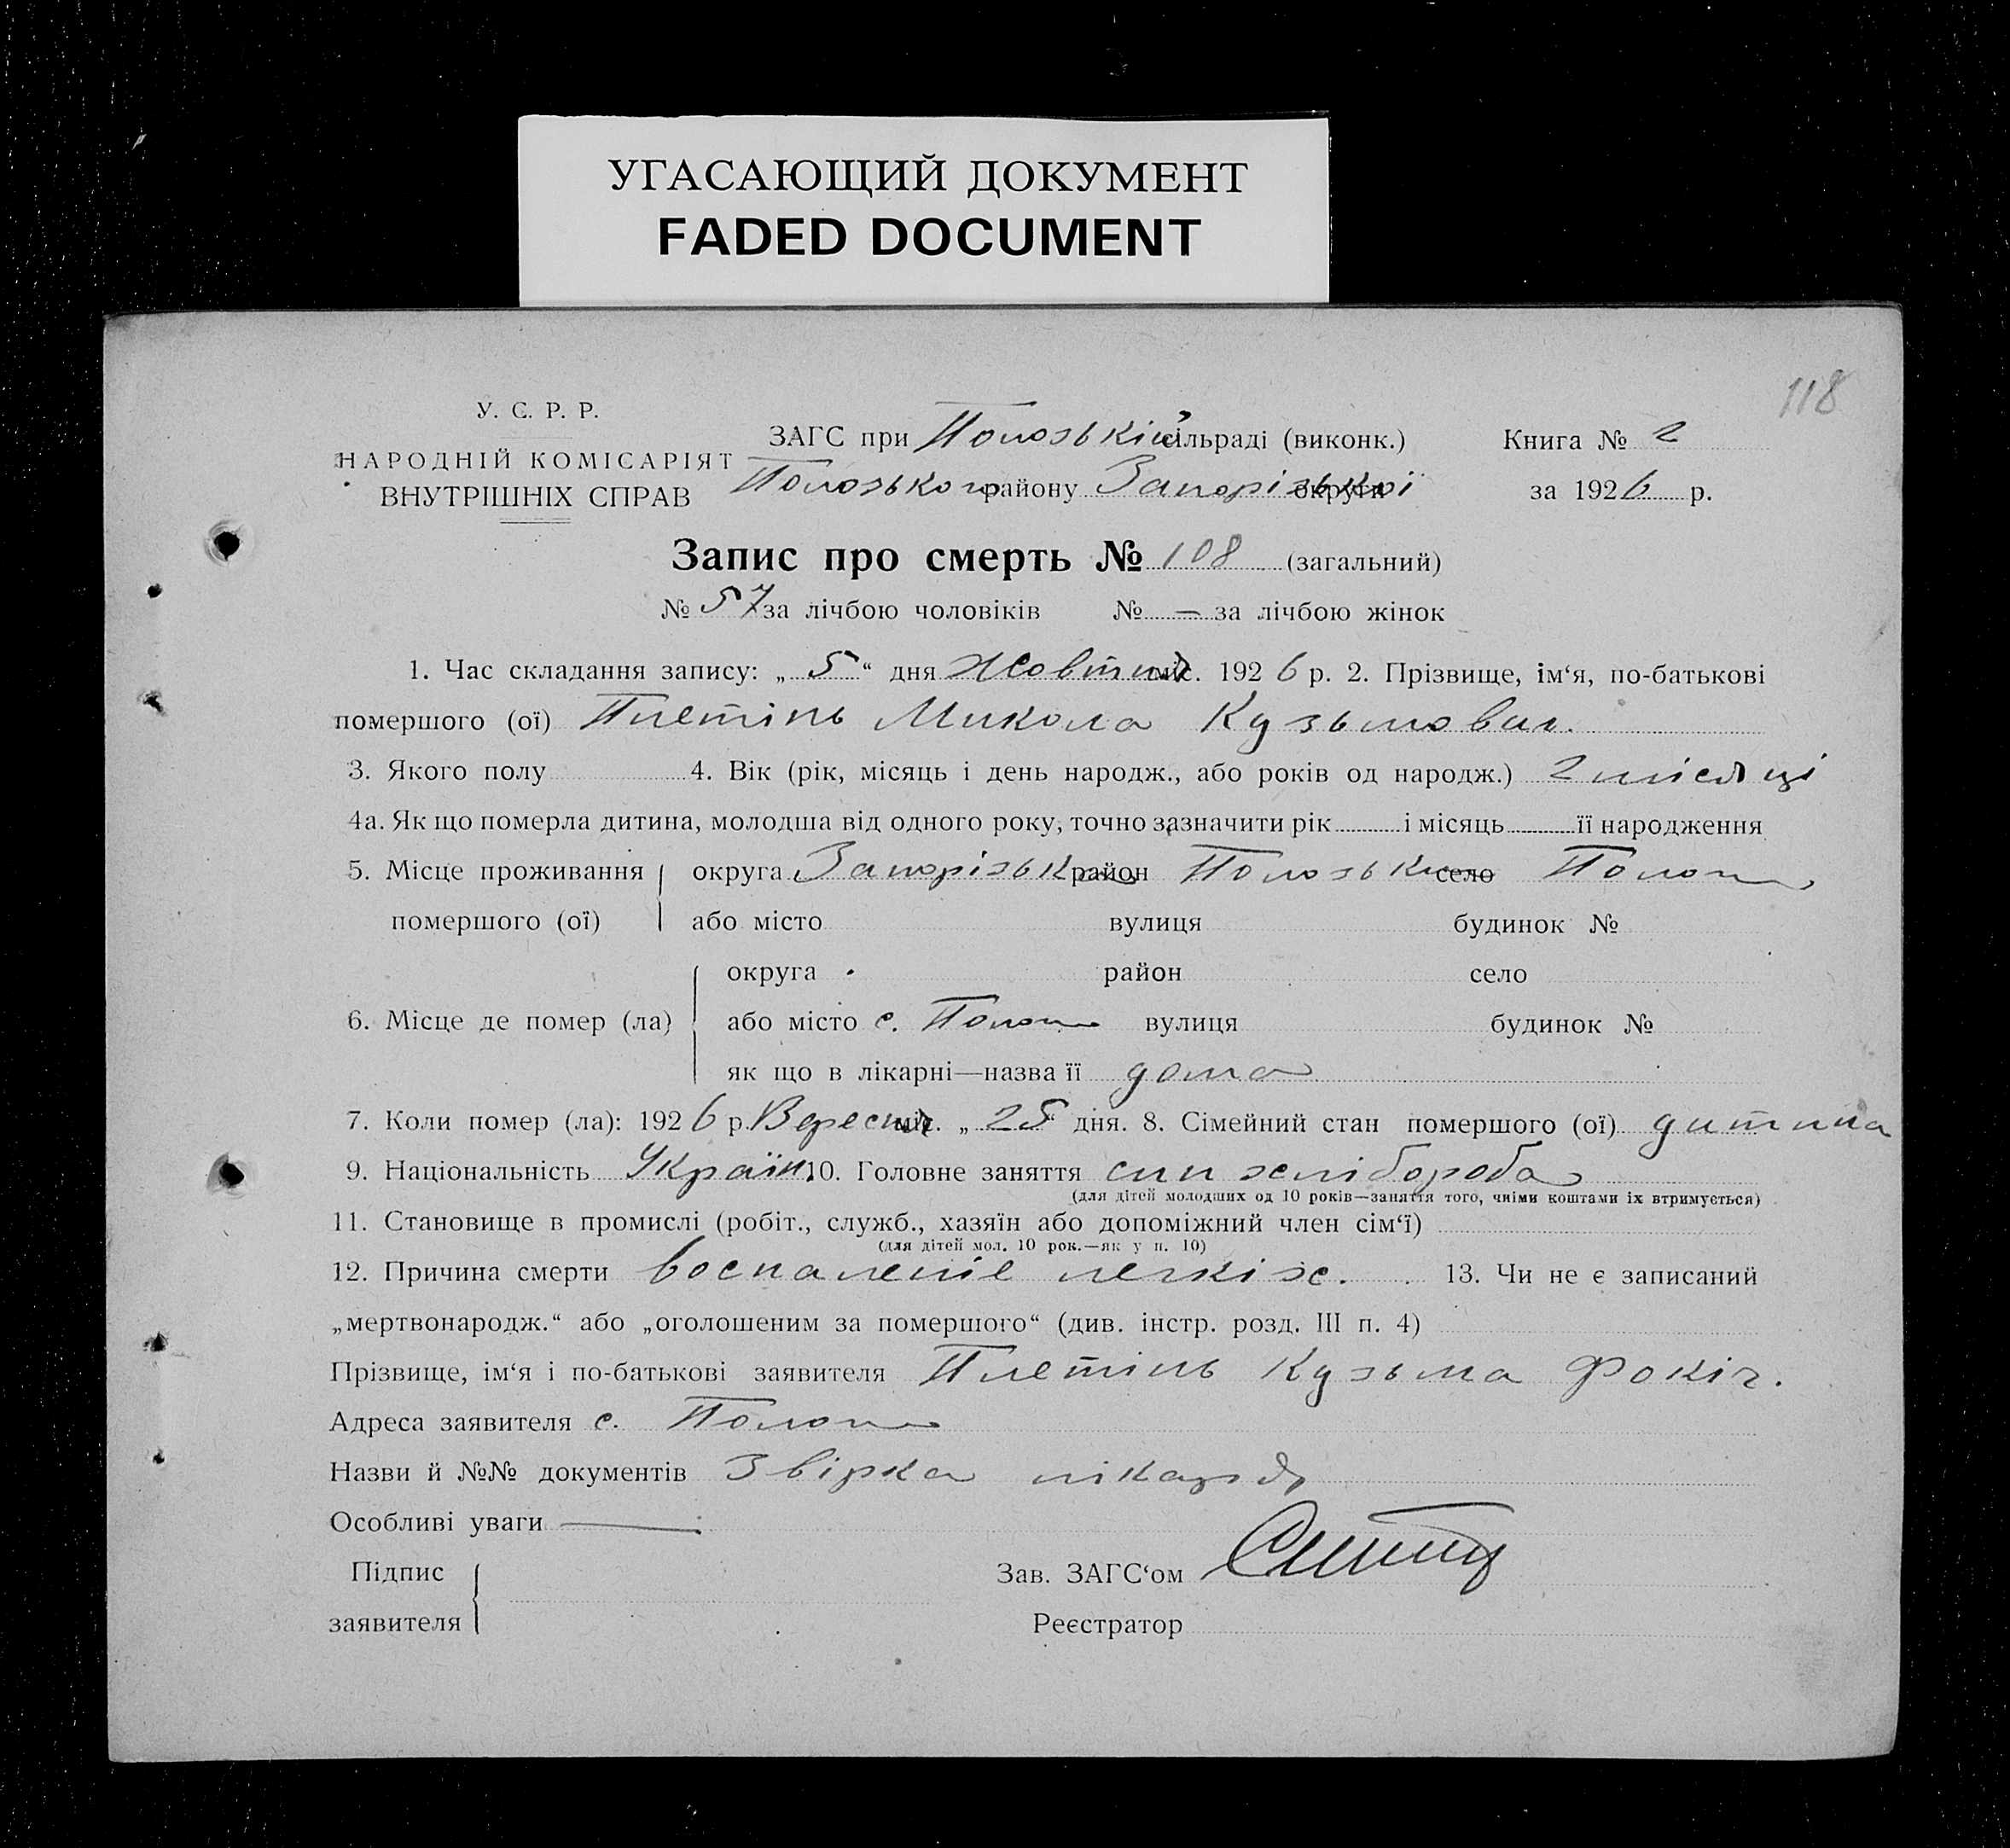 УГАСАЮЩИЙ ДОКУМЕНТ
FADED DOCUMENT
118
У. С. Р. Р.
НАРОДНІЙ КОМІСАРІЯТ
ВНУТРІШНІХ СПРАВ
ЗАГС при Пологській сільраді (виконк.) Книга № 2
Пологського району Запорізької округи за 1926 р.
Запис про смерть № 108 (загальний)
№ 57 за лічбою чоловіків № — за лічбою жінок
1. Час складання запису: „ 5 “ дня Жовтня міс. 1926 р. 2. Прізвище, ім‘я, по-батькові
помершого (ої) Плетінь Микола Кузьмович.
3. Якого полу 4. Вік (рік, місяць і день народж., або років од народж.) 2 місяці
4а. Як що померла дитина, молодша від одного року, точно зазначити рік і місяць її народження
5. Місце проживання округа Запорізька район Пологський село Пологи
помершого (ої) або місто вулиця будинок №
округа район село
6. Місце де помер (ла) або місто с. Пологи вулиця будинок №
як що в лікарні—назва її дома
7. Коли помер (ла): 1926 р. Вересня міс. „ 25 “ дня. 8. Сімейний стан помершого (ої) дитина
9. Національність Україн. 10. Головне заняття син хлібороба
(для дітей молодших од 10 років—заняття того, чиїми коштами їх втримується)
11. Становище в промислі (робіт., служб., хазяїн або допоміжний член сім‘ї)
(для дітей мол. 10 рок.—як у п. 10)
12. Причина смерти воспаленіе легкіх. 13. Чи не є записаний
„мертвонародж.“ або „оголошеним за помершого“ (див. інстр. розд. III п. 4)
Прізвище, ім‘я і по-батькові заявителя Плетінь Кузьма Фокіч.
Адреса заявителя с. Пологи
Назви й №№ документів Звірка лікаря
Особливі уваги —
Підпис
заявителя
Зав. ЗАГС‘ом
Реєстратор